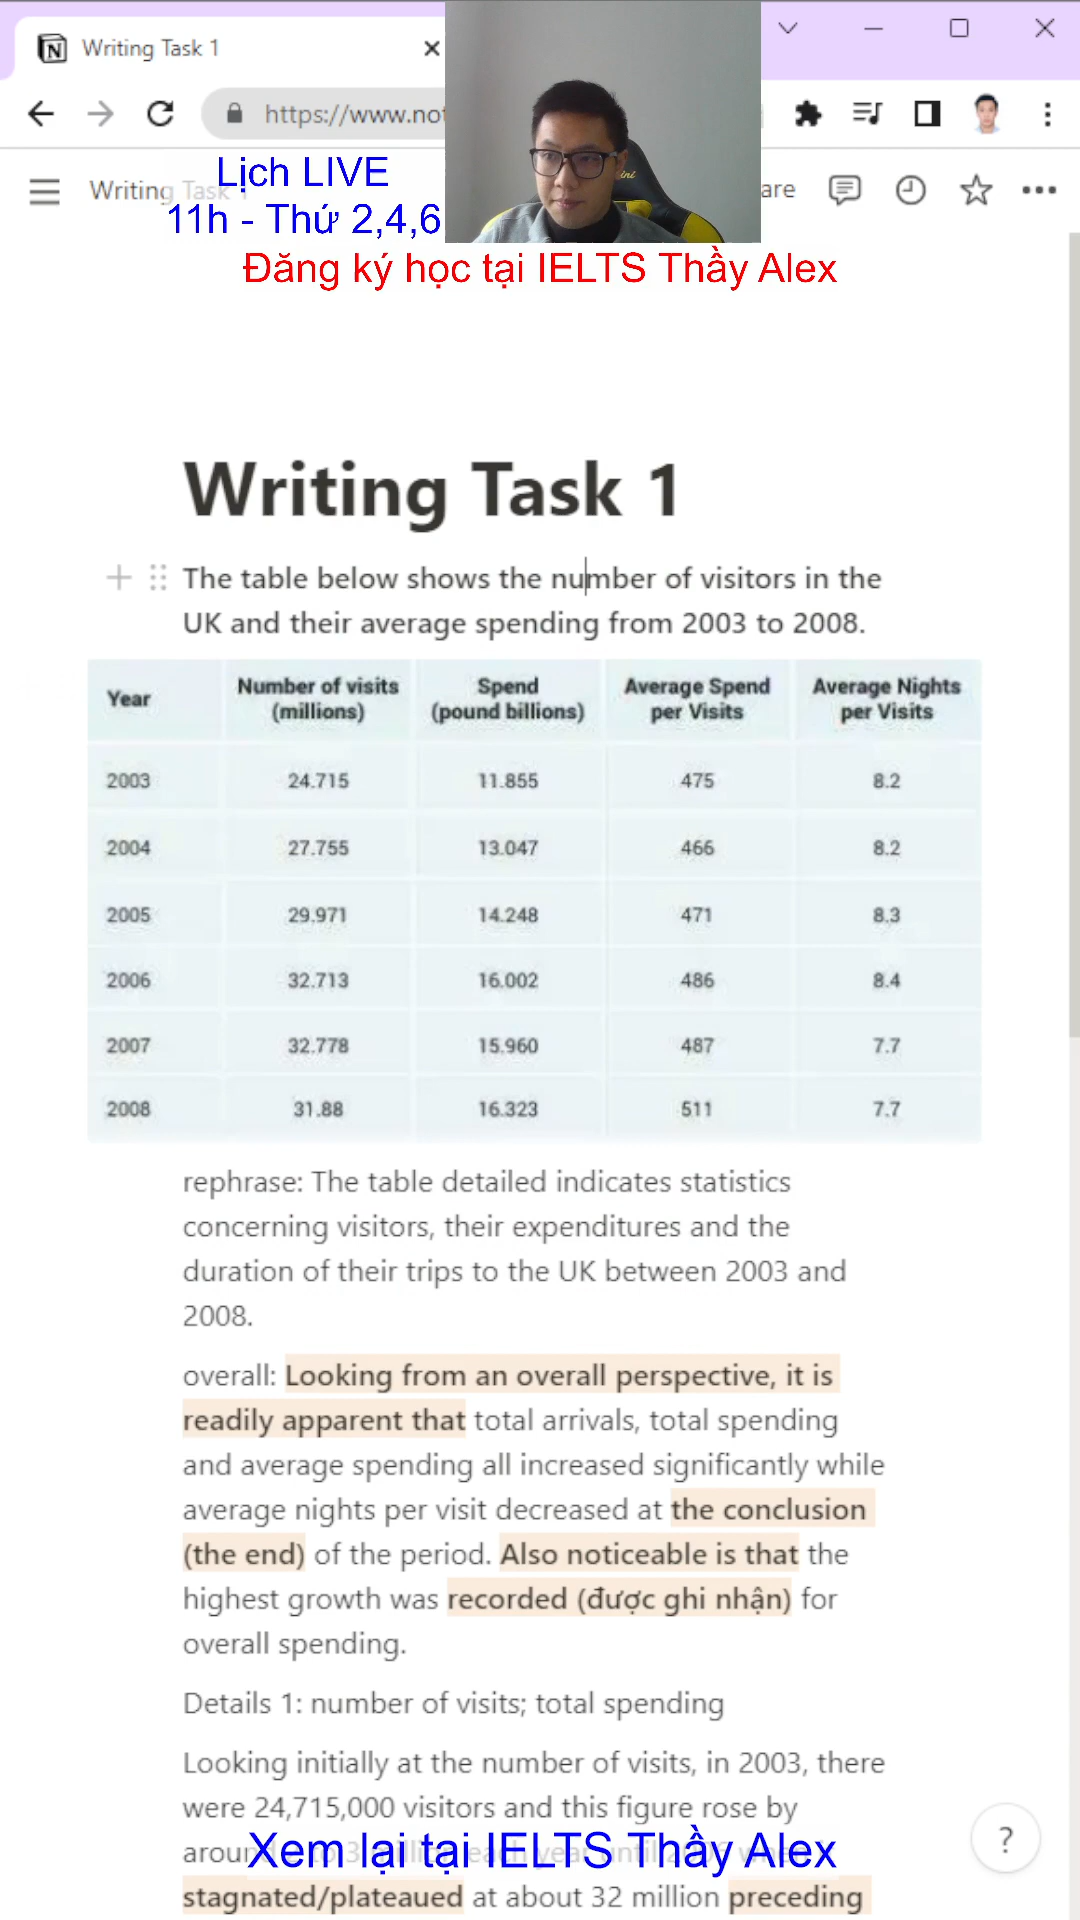 Writing Task 1
https://www.not
Writing Task 1
are
Lịch LIVE
11h - Thứ 2,4,6
Đăng ký học tại IELTS Thầy Alex
Writing Task 1
The table below shows the number of visitors in the
UK and their average spending from 2003 to 2008.
Year Number of visits (millions) Spend (pound billions) Average Spend per Visits Average Nights per Visits
2003 24.715 11.855 475 8.2
2004 27.755 13.047 466 8.2
2005 29.971 14.248 471 8.3
2006 32.713 16.002 486 8.4
2007 32.778 15.960 487 7.7
2008 31.88 16.323 511 7.7
rephrase: The table detailed indicates statistics
concerning visitors, their expenditures and the
duration of their trips to the UK between 2003 and
2008.
overall: Looking from an overall perspective, it is
readily apparent that total arrivals, total spending
and average spending all increased significantly while
average nights per visit decreased at the conclusion
(the end) of the period. Also noticeable is that the
highest growth was recorded (được ghi nhận) for
overall spending.
Details 1: number of visits; total spending
Looking initially at the number of visits, in 2003, there
were 24,715,000 visitors and this figure rose by
Xem lại tại IELTS Thầy Alex
stagnated/plateaued at about 32 million preceding
?